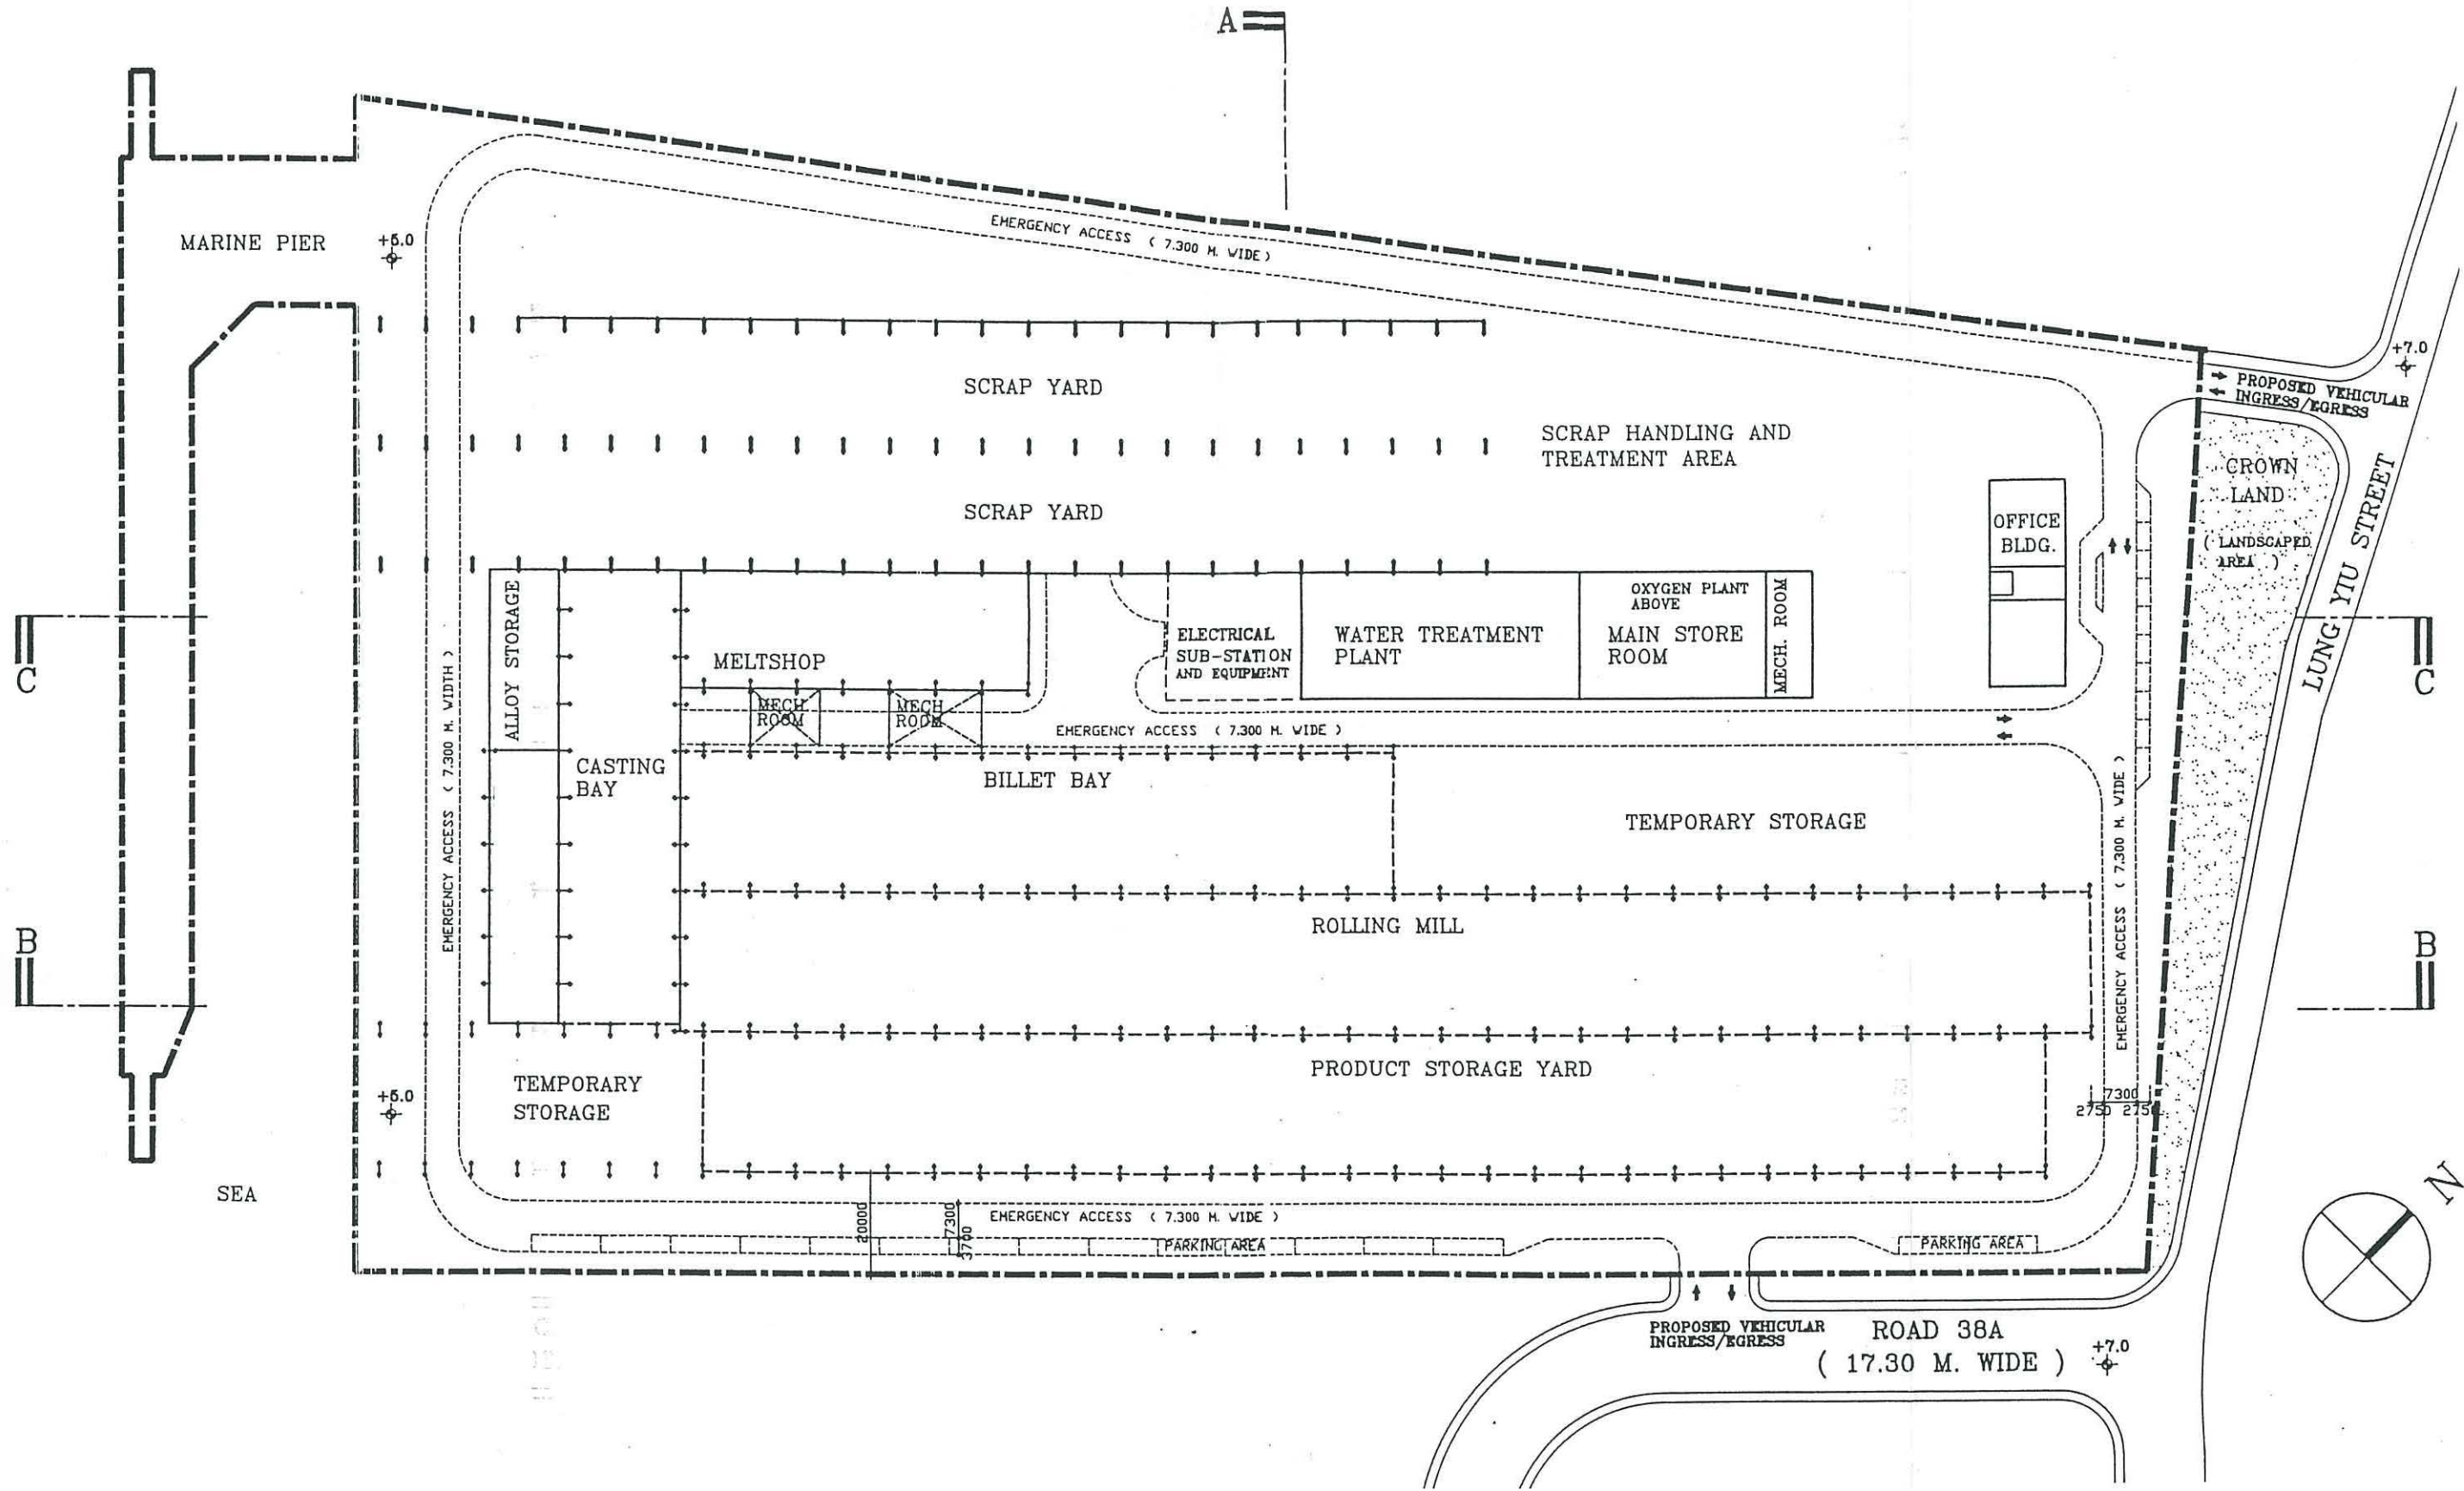 A
MARINE PIER
+5.0
EMERGENCY ACCESS ( 7.300 M. WIDE )
+7.0
PROPOSED VEHICULAR
INGRESS/EGRESS
SCRAP YARD
SCRAP HANDLING AND
TREATMENT AREA
CROWN
LAND
( LANDSCAPED
AREA )
LUNG YIU STREET
SCRAP YARD
OFFICE
BLDG.
ALLOY STORAGE
MELTSHOP
MECH
ROOM
MECH
ROOM
ELECTRICAL
SUB-STATION
AND EQUIPMENT
WATER TREATMENT
PLANT
OXYGEN PLANT
ABOVE
MAIN STORE
ROOM
MECH. ROOM
C
C
EMERGENCY ACCESS ( 7.300 M. WIDTH )
EMERGENCY ACCESS ( 7.300 M. WIDE )
CASTING
BAY
BILLET BAY
TEMPORARY STORAGE
EMERGENCY ACCESS ( 7.300 M. WIDE )
B
B
ROLLING MILL
PRODUCT STORAGE YARD
TEMPORARY
STORAGE
+5.0
7300
2750
SEA
N
20000
7300
3700
EMERGENCY ACCESS ( 7.300 M. WIDE )
PARKING AREA
PARKING AREA
PROPOSED VEHICULAR
INGRESS/EGRESS
ROAD 38A
( 17.30 M. WIDE )
+7.0